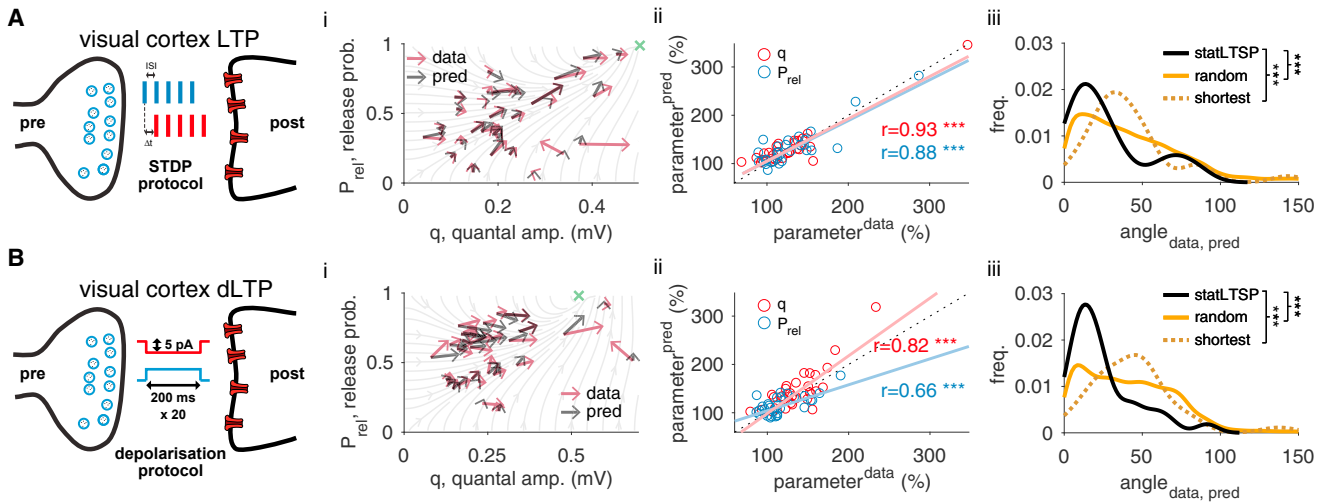 A
visual cortex LTP
pre
ISI
Δt
STDP
protocol
post
i
P_rel, release prob.
1
0.5
0
0
0.2
0.4
data
pred
q, quantal amp. (mV)
ii
parameter^pred (%)
300
200
100
100
200
300
q
P_rel
r=0.93 ***
r=0.88 ***
parameter^data (%)
iii
freq.
0.03
0.02
0.01
0
0
50
100
150
statLTSP
random
shortest
***
***
angle_data, pred
B
visual cortex dLTP
pre
5 pA
200 ms
x 20
depolarisation
protocol
post
i
P_rel, release prob.
1
0.5
0
0
0.25
0.5
data
pred
q, quantal amp. (mV)
ii
parameter^pred (%)
300
200
100
100
200
300
q
P_rel
r=0.82 ***
r=0.66 ***
parameter^data (%)
iii
freq.
0.03
0.02
0.01
0
0
50
100
150
statLTSP
random
shortest
***
***
angle_data, pred